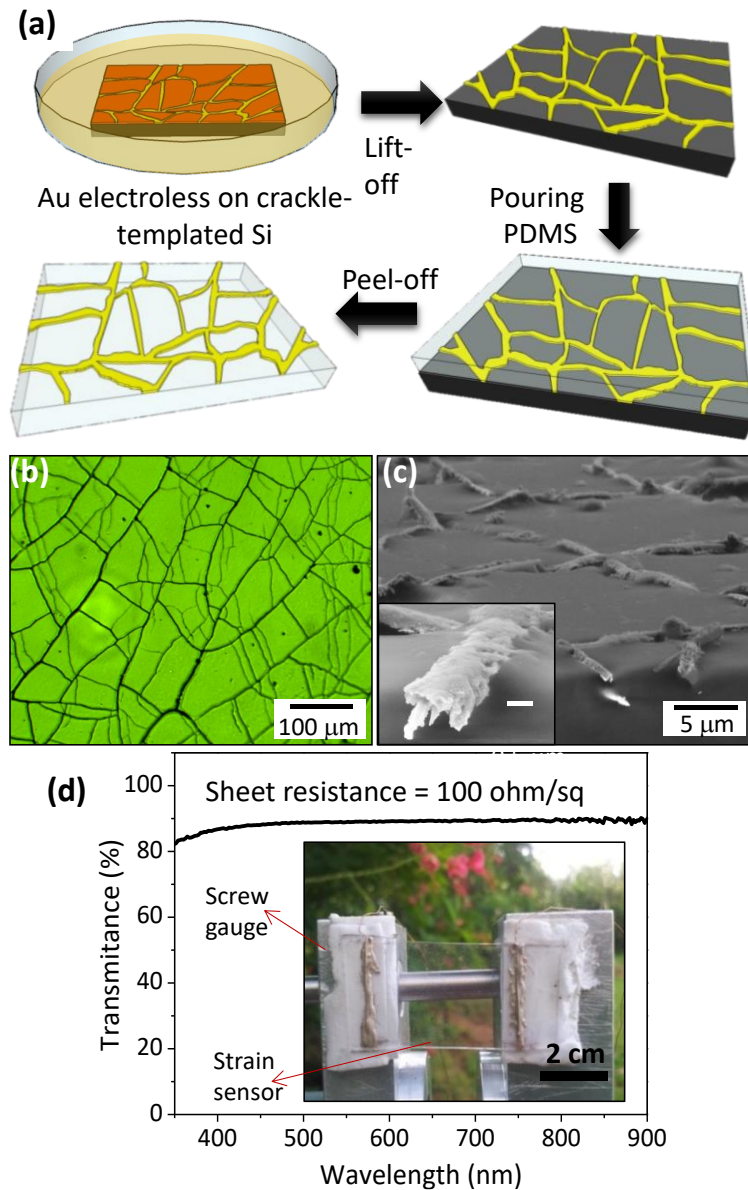 (a)
Lift-
off
Au electroless on crackle-
templated Si
Pouring
PDMS
Peel-off
(b)
100 μm
(c)
5 μm
(d)
Sheet resistance = 100 ohm/sq
Screw
gauge
Strain
sensor
2 cm
100
80
60
40
20
0
Transmitance (%)
400
500
600
700
800
900
Wavelength (nm)